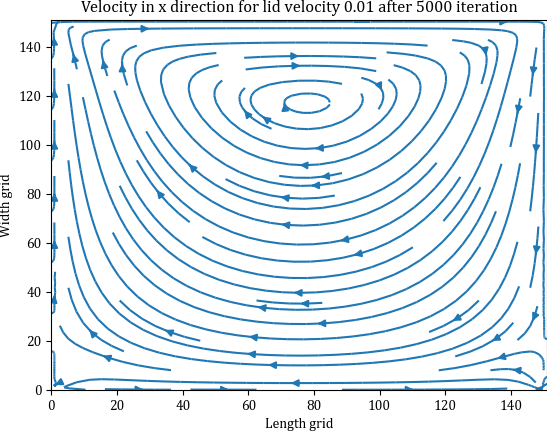 Velocity in x direction for lid velocity 0.01 after 5000 iteration
140
120
100
80
60
40
20
0
Width grid
0 20 40 60 80 100 120 140
Length grid